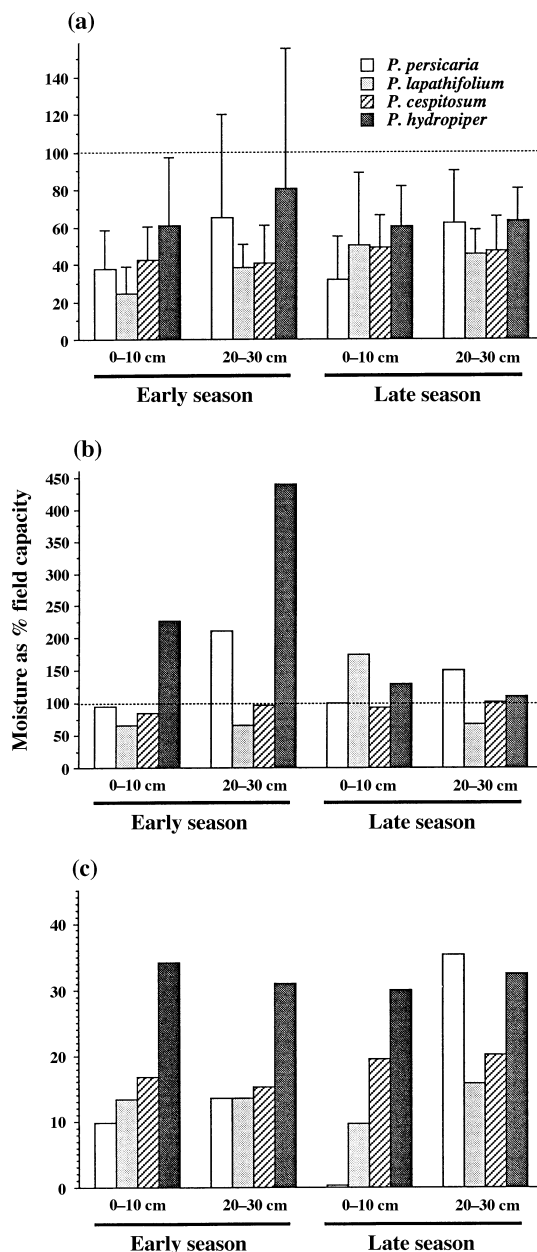 (a)
P. persicaria
P. lapathifolium
P. cespitosum
P. hydropiper
140
120
100
80
60
40
20
0
0–10 cm 20–30 cm 0–10 cm 20–30 cm
Early season Late season
(b)
Moisture as % field capacity
450
400
350
300
250
200
150
100
50
0
0–10 cm 20–30 cm 0–10 cm 20–30 cm
Early season Late season
(c)
40
30
20
10
0
0–10 cm 20–30 cm 0–10 cm 20–30 cm
Early season Late season